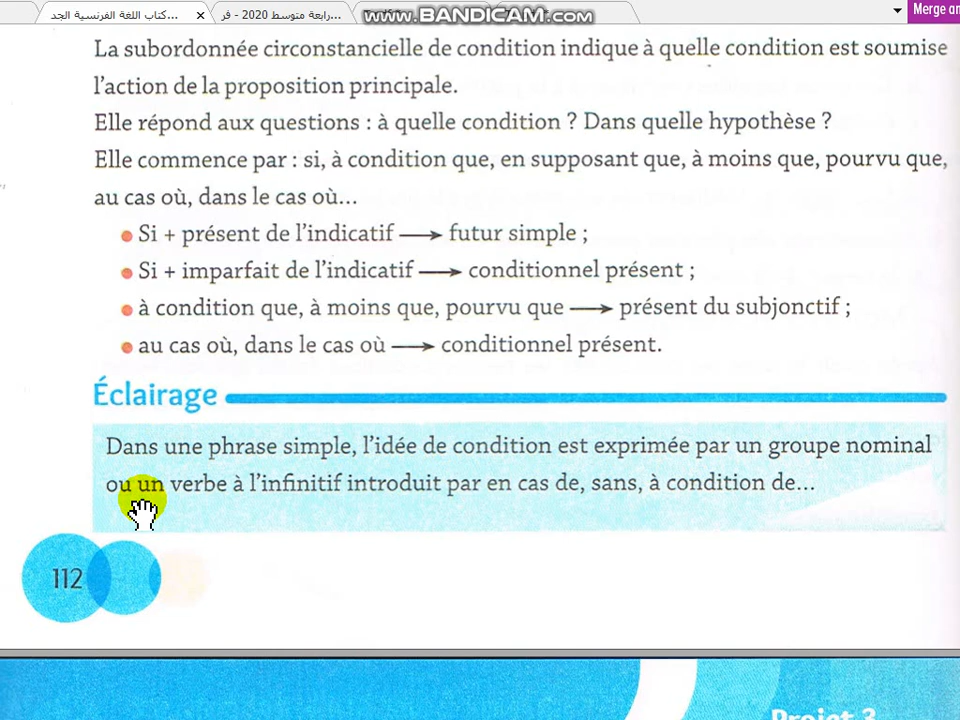 كتاب اللغة الفرنسية الجد...
رابعة متوسط 2020 - فر...
www.BANDICAM.com
Merge an
La subordonnée circonstancielle de condition indique à quelle condition est soumise
l’action de la proposition principale.
Elle répond aux questions : à quelle condition ? Dans quelle hypothèse ?
Elle commence par : si, à condition que, en supposant que, à moins que, pourvu que,
au cas où, dans le cas où…
Si + présent de l’indicatif → futur simple ;
Si + imparfait de l’indicatif → conditionnel présent ;
à condition que, à moins que, pourvu que → présent du subjonctif ;
au cas où, dans le cas où → conditionnel présent.
Éclairage
Dans une phrase simple, l’idée de condition est exprimée par un groupe nominal
ou un verbe à l’infinitif introduit par en cas de, sans, à condition de…
112
Projet 3